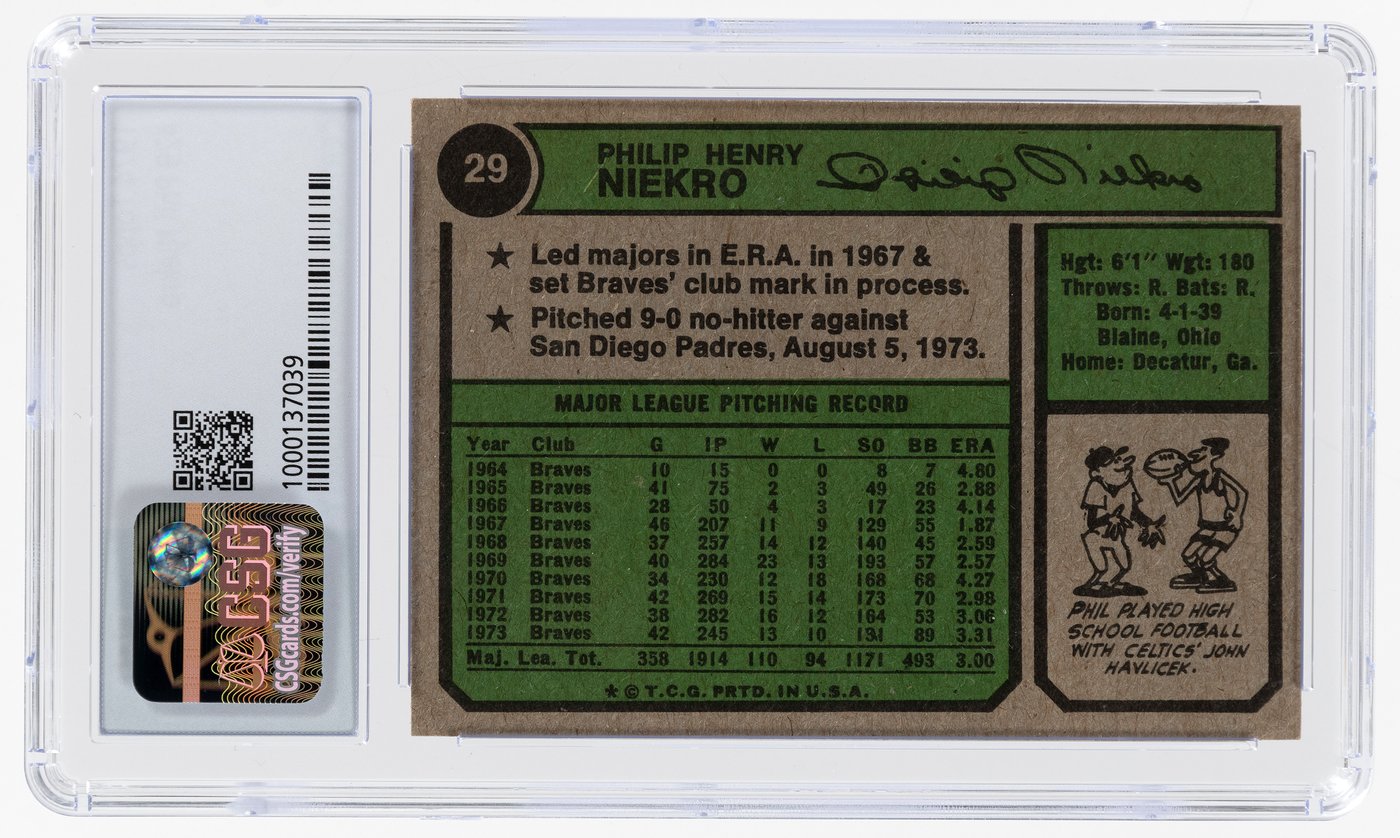 29
PHILIP HENRY
NIEKRO
★ Led majors in E.R.A. in 1967 &
set Braves' club mark in process.
★ Pitched 9-0 no-hitter against
San Diego Padres, August 5, 1973.
MAJOR LEAGUE PITCHING RECORD
Year Club G IP W L SO BB ERA
1964 Braves 10 15 0 0 8 7 4.80
1965 Braves 41 75 2 3 49 26 2.88
1966 Braves 28 50 4 3 17 23 4.14
1967 Braves 46 207 11 9 129 55 1.87
1968 Braves 37 257 14 12 140 45 2.59
1969 Braves 40 284 23 13 193 57 2.57
1970 Braves 34 230 12 18 168 68 4.27
1971 Braves 42 269 15 14 173 70 2.98
1972 Braves 38 282 16 12 164 53 3.06
1973 Braves 42 245 13 10 131 89 3.31
Maj. Lea. Tot. 358 1914 110 94 1171 493 3.00
★ © T.C.G. PRTD. IN U.S.A.
Hgt: 6'1" Wgt: 180
Throws: R. Bats: R.
Born: 4-1-39
Blaine, Ohio
Home: Decatur, Ga.
PHIL PLAYED HIGH
SCHOOL FOOTBALL
WITH CELTICS' JOHN
HAVLICEK.
1000137039
CSG
CSGcards.com/verify